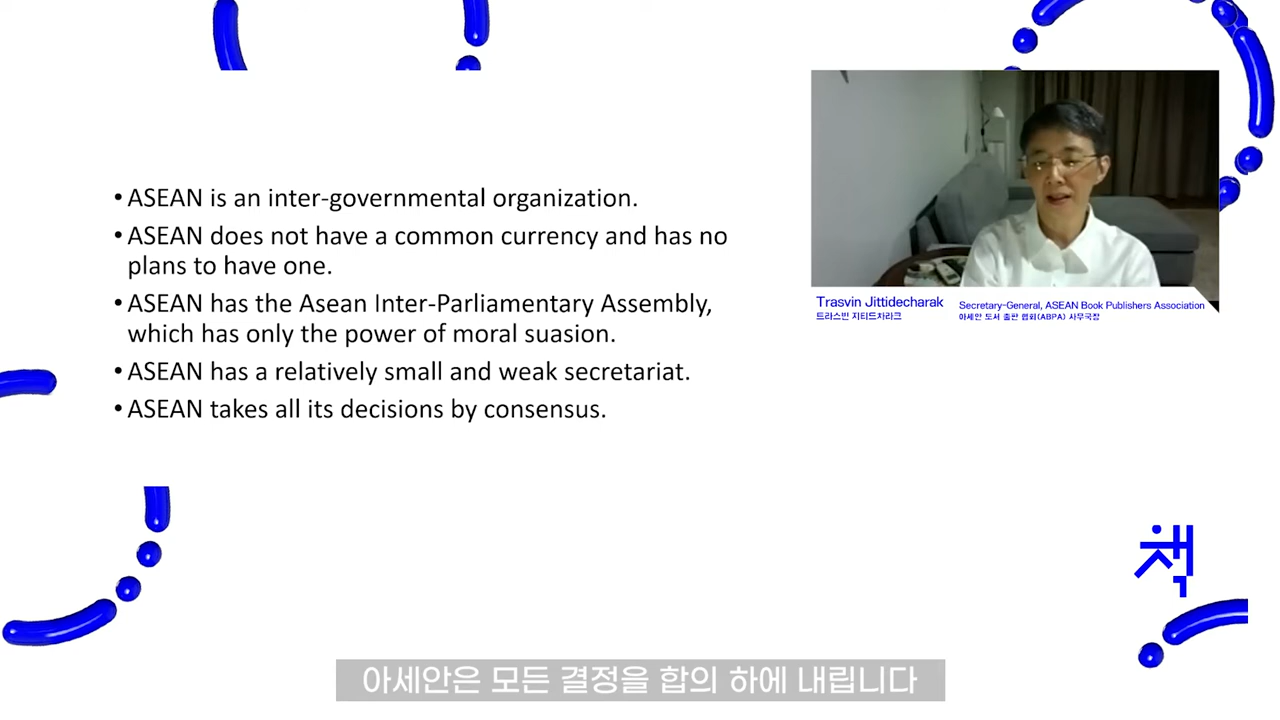 • ASEAN is an inter-governmental organization.
• ASEAN does not have a common currency and has no
plans to have one.
• ASEAN has the Asean Inter-Parliamentary Assembly,
which has only the power of moral suasion.
• ASEAN has a relatively small and weak secretariat.
• ASEAN takes all its decisions by consensus.
Trasvin Jittidecharak
트라스빈 지티드차라크
Secretary-General, ASEAN Book Publishers Association
아세안 도서 출판 협회(ABPA) 사무국장
책
아세안은 모든 결정을 합의 하에 내립니다